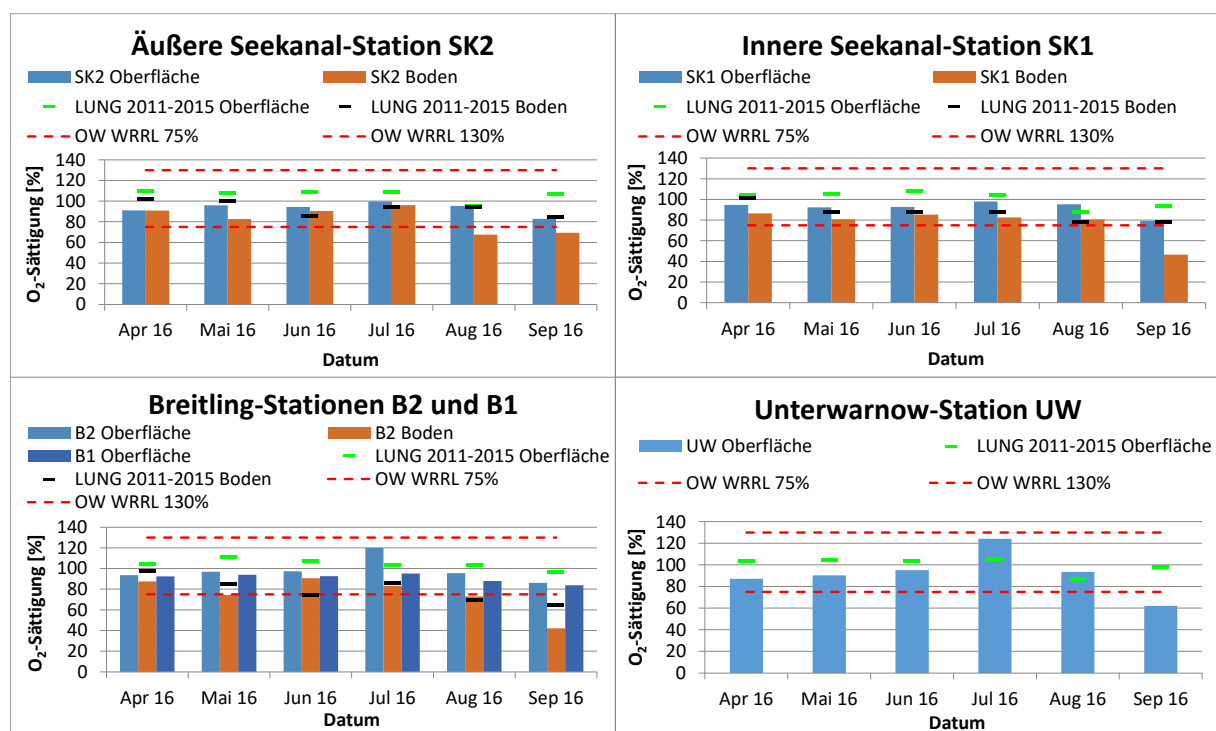 Äußere Seekanal-Station SK2
SK2 Oberfläche SK2 Boden
LUNG 2011-2015 Oberfläche LUNG 2011-2015 Boden
OW WRRL 75% OW WRRL 130%
140
120
100
80
60
40
20
0
O₂-Sättigung [%]
Apr 16 Mai 16 Jun 16 Jul 16 Aug 16 Sep 16
Datum
Innere Seekanal-Station SK1
SK1 Oberfläche SK1 Boden
LUNG 2011-2015 Oberfläche LUNG 2011-2015 Boden
OW WRRL 75% OW WRRL 130%
140
120
100
80
60
40
20
0
O₂-Sättigung [%]
Apr 16 Mai 16 Jun 16 Jul 16 Aug 16 Sep 16
Datum
Breitling-Stationen B2 und B1
B2 Oberfläche B2 Boden
B1 Oberfläche LUNG 2011-2015 Oberfläche
LUNG 2011-2015 Boden OW WRRL 75%
OW WRRL 130%
140
120
100
80
60
40
20
0
O₂-Sättigung [%]
Apr 16 Mai 16 Jun 16 Jul 16 Aug 16 Sep 16
Datum
Unterwarnow-Station UW
UW Oberfläche LUNG 2011-2015 Oberfläche
OW WRRL 75% OW WRRL 130%
140
120
100
80
60
40
20
0
O₂-Sättigung [%]
Apr 16 Mai 16 Jun 16 Jul 16 Aug 16 Sep 16
Datum